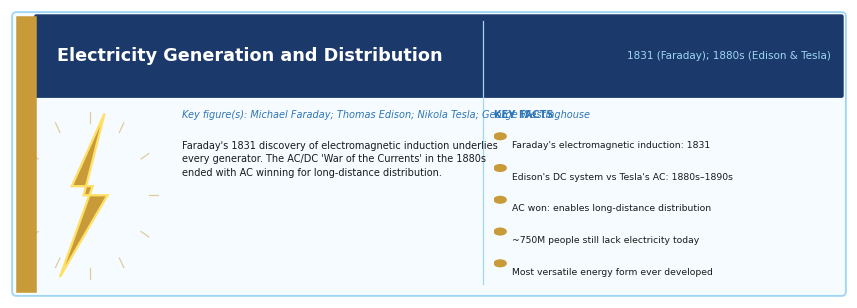 Electricity Generation and Distribution
1831 (Faraday); 1880s (Edison & Tesla)
Key figure(s): Michael Faraday; Thomas Edison; Nikola Tesla; George Westinghouse
Faraday's 1831 discovery of electromagnetic induction underlies
every generator. The AC/DC 'War of the Currents' in the 1880s
ended with AC winning for long-distance distribution.
KEY FACTS
Faraday's electromagnetic induction: 1831
Edison's DC system vs Tesla's AC: 1880s–1890s
AC won: enables long-distance distribution
~750M people still lack electricity today
Most versatile energy form ever developed